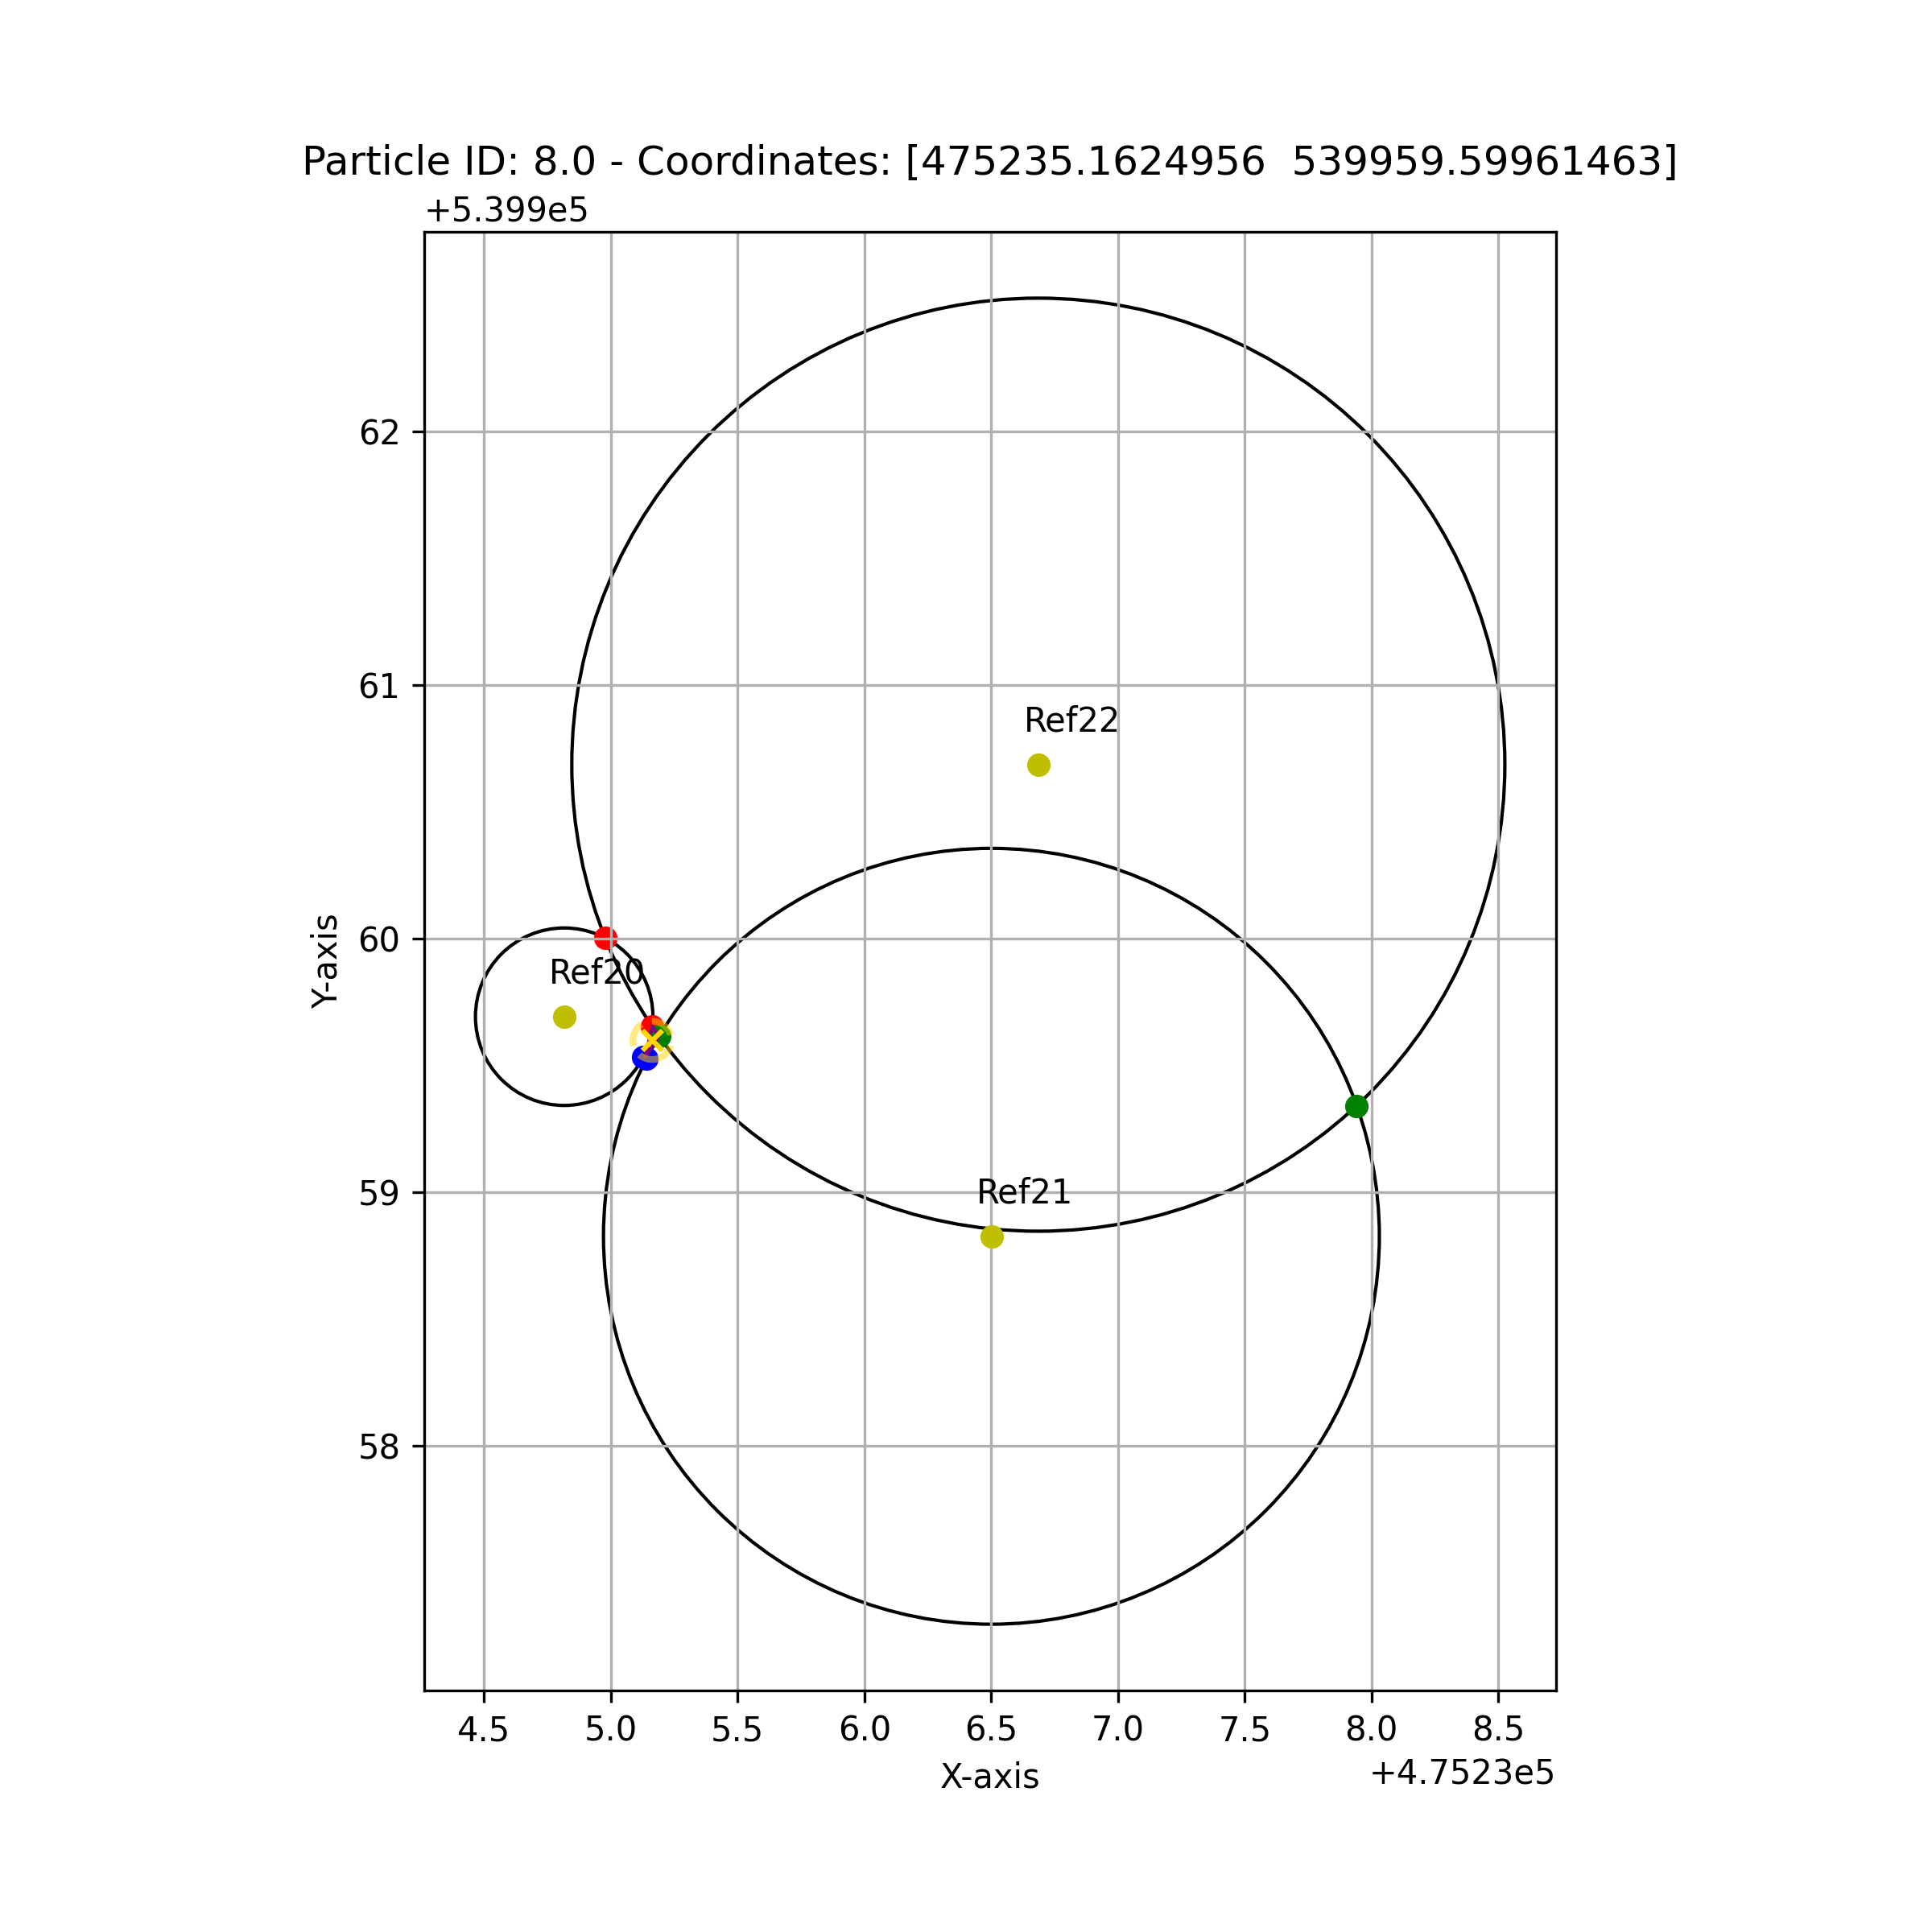 Particle ID: 8.0 - Coordinates: [475235.1624956  539959.59961463]
+5.399e5
62
61
Ref22
60
Ref20
Y-axis
59
Ref21
58
4.5 5.0 5.5 6.0 6.5 7.0 7.5 8.0 8.5
X-axis
+4.7523e5